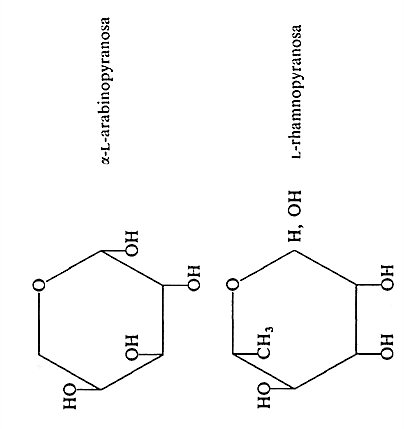 O
HO
OH
OH
OH
α-L-arabinopyranosa
O
CH₃
HO
H, OH
OH
OH
L-rhamnopyranosa